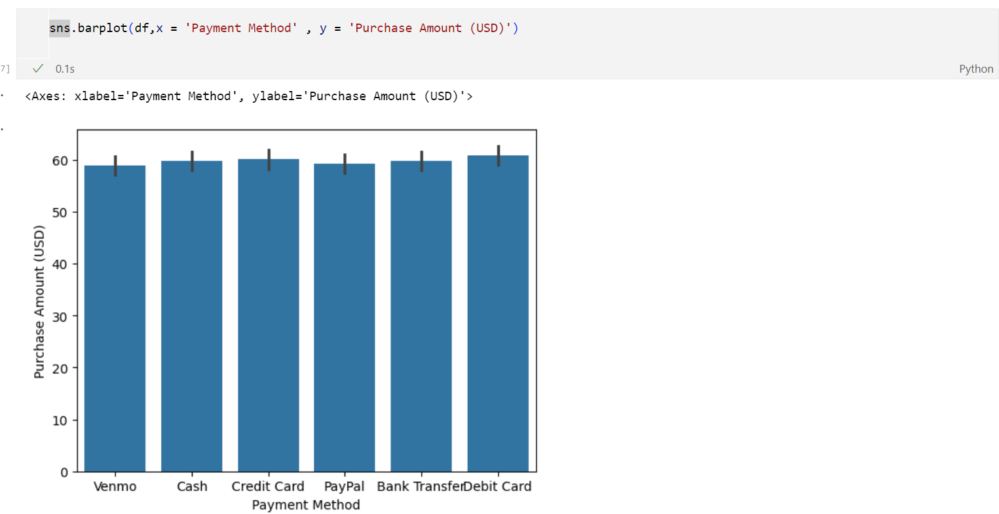 sns.barplot(df,x = 'Payment Method' , y = 'Purchase Amount (USD)')
7]
0.1s
Python
<Axes: xlabel='Payment Method', ylabel='Purchase Amount (USD)'>
60
50
40
30
20
10
0
Purchase Amount (USD)
Venmo Cash Credit Card PayPal Bank Transfer Debit Card
Payment Method